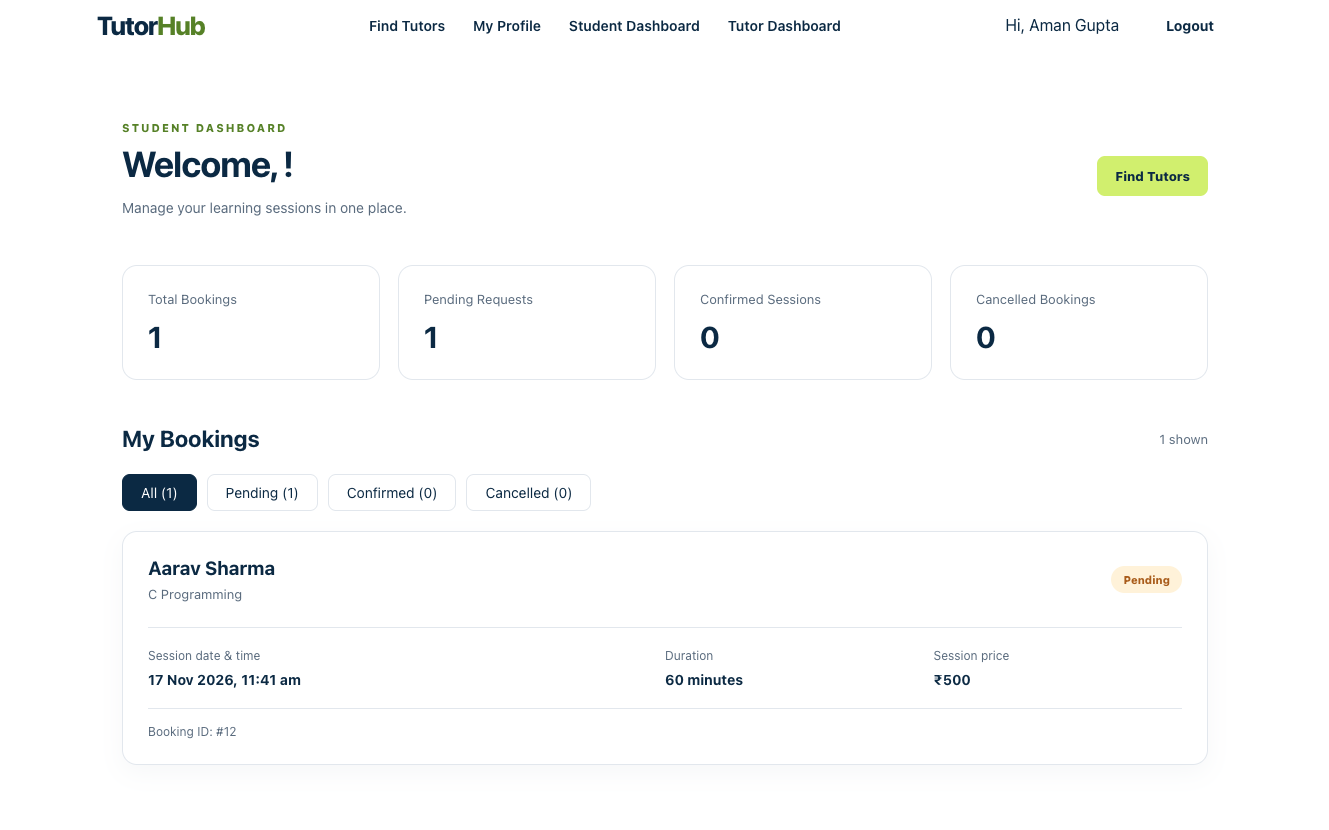 TutorHub Find Tutors My Profile Student Dashboard Tutor Dashboard Hi, Aman Gupta Logout
STUDENT DASHBOARD
Welcome, !
Manage your learning sessions in one place.
Find Tutors
Total Bookings
1
Pending Requests
1
Confirmed Sessions
0
Cancelled Bookings
0
My Bookings
1 shown
All (1) Pending (1) Confirmed (0) Cancelled (0)
Aarav Sharma
C Programming
Pending
Session date & time
17 Nov 2026, 11:41 am
Duration
60 minutes
Session price
₹500
Booking ID: #12